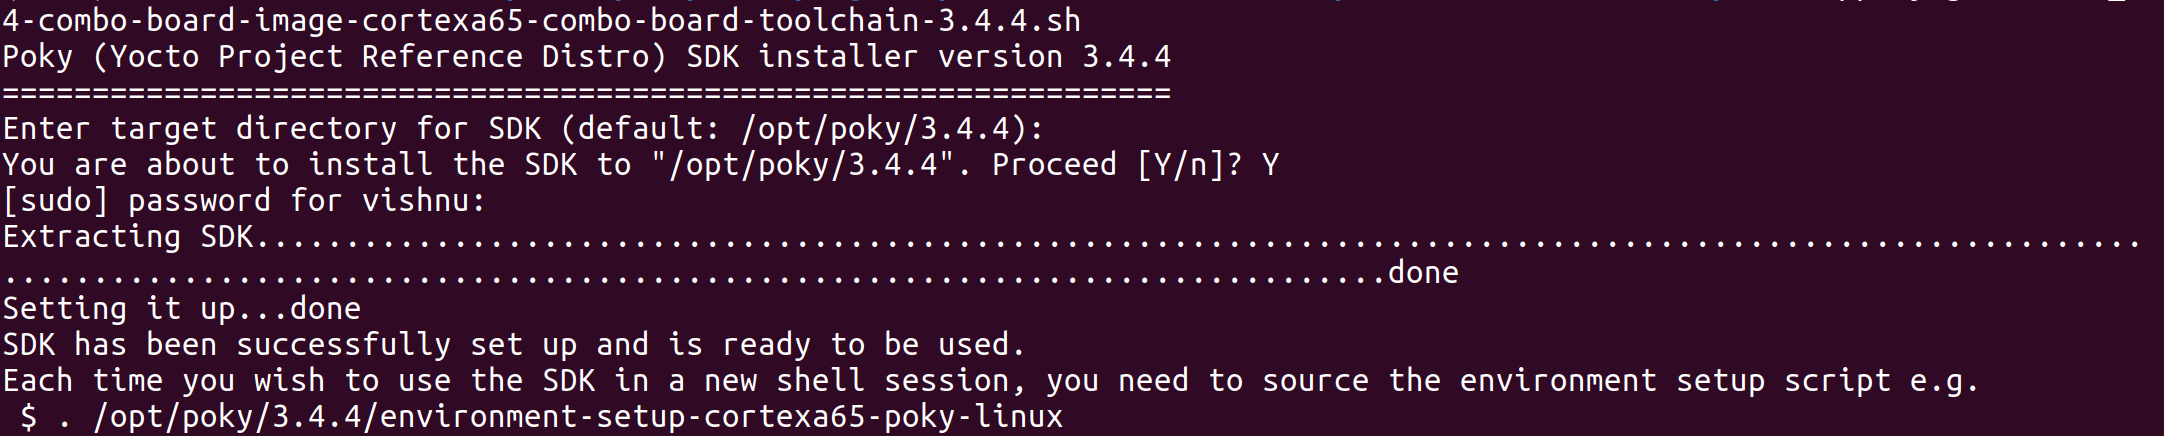 4-combo-board-image-cortexa65-combo-board-toolchain-3.4.4.sh
Poky (Yocto Project Reference Distro) SDK installer version 3.4.4
=================================================================
Enter target directory for SDK (default: /opt/poky/3.4.4):
You are about to install the SDK to "/opt/poky/3.4.4". Proceed [Y/n]? Y
[sudo] password for vishnu:
Extracting SDK.........................................................................................................
.............................................................................done
Setting it up...done
SDK has been successfully set up and is ready to be used.
Each time you wish to use the SDK in a new shell session, you need to source the environment setup script e.g.
 $ . /opt/poky/3.4.4/environment-setup-cortexa65-poky-linux